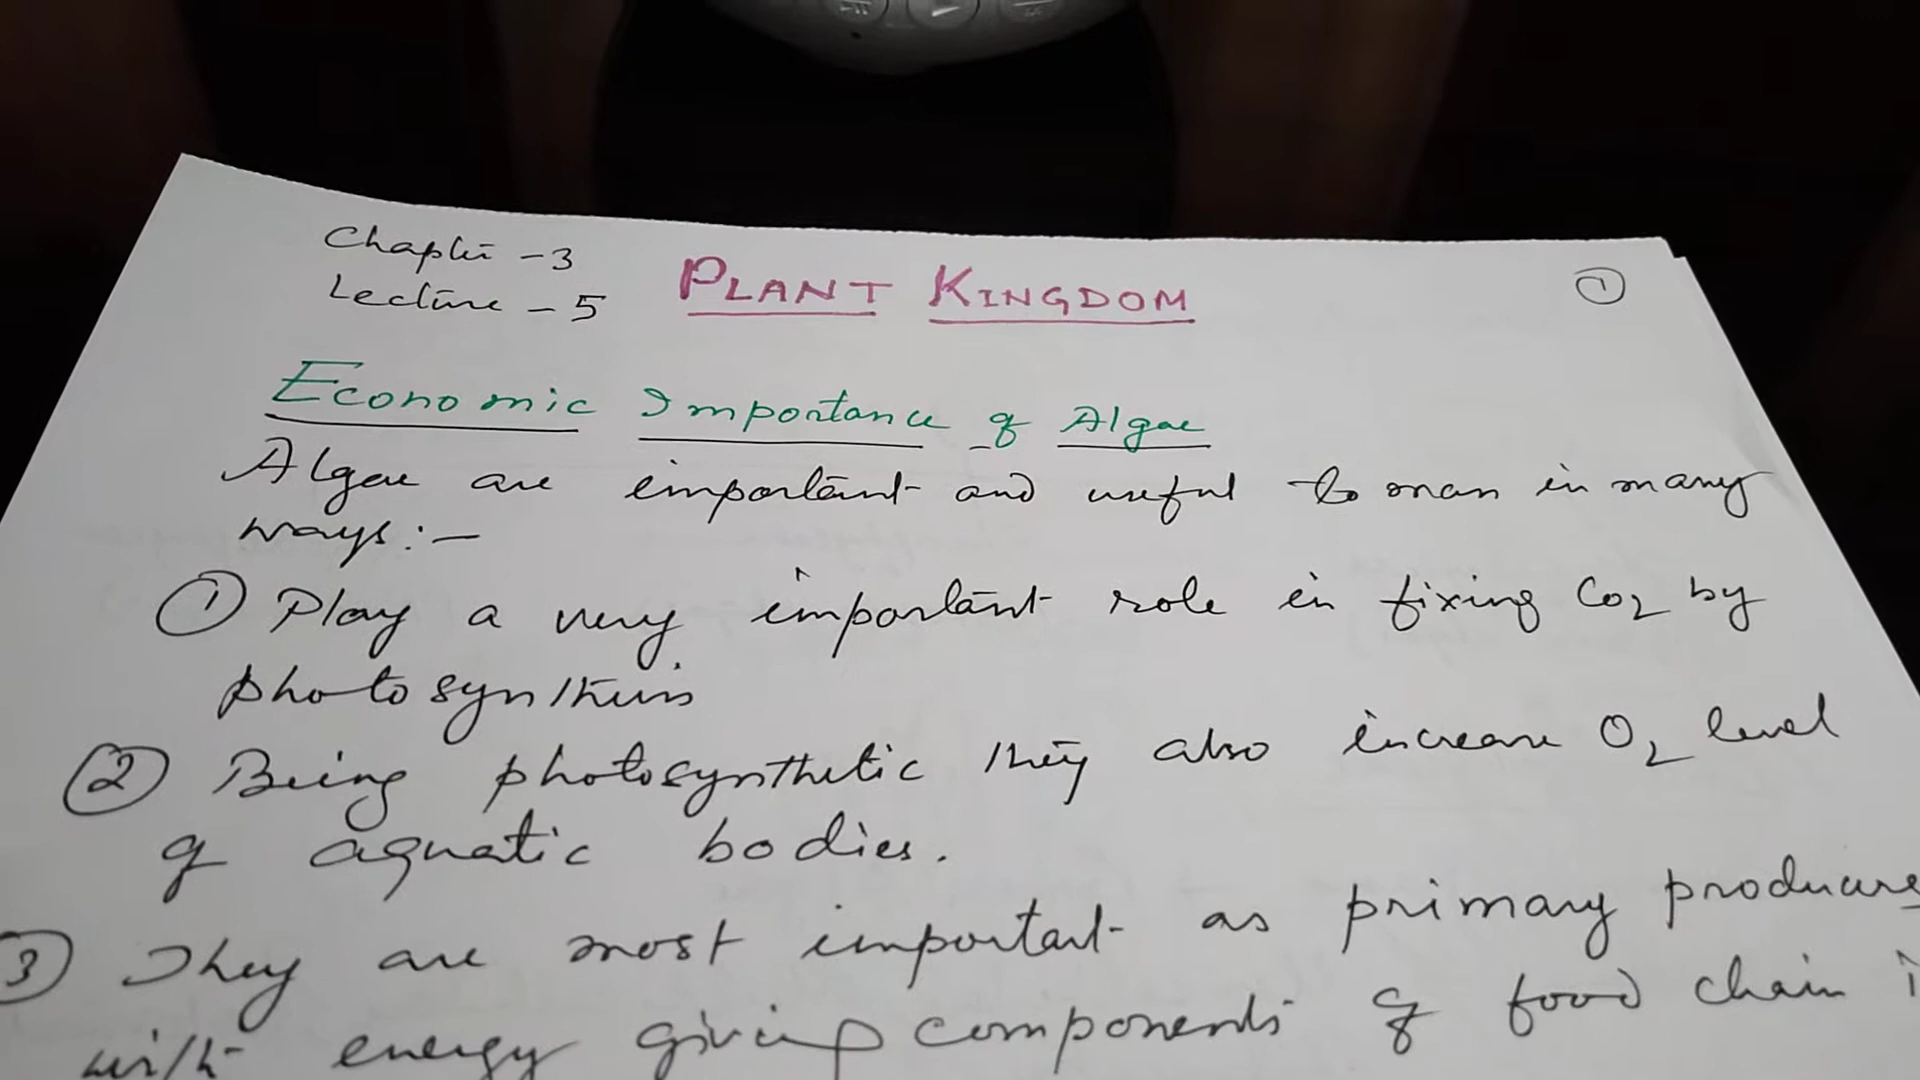 Chapter - 3
Lecture - 5
PLANT KINGDOM
1
Economic Importance of Algae
Algae are important and useful to man in many
ways:-
1 Play a very important role in fixing CO2 by
photosynthesis
2 Being photosynthetic they also increase O2 level
of aquatic bodies.
3 They are most important as primary producers
with energy giving components of food chain